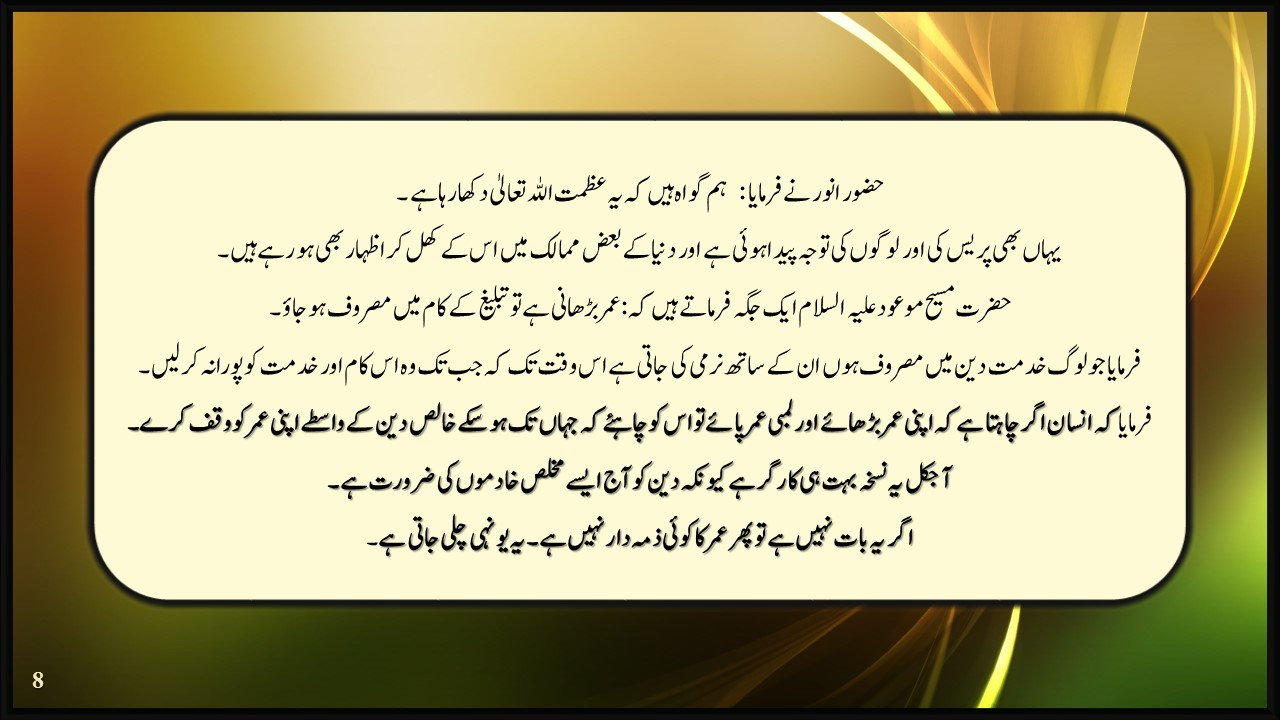 حضور انور نے فرمایا: ہم گواہ ہیں کہ یہ عظمت اللہ تعالیٰ دکھا رہا ہے ۔
یہاں بھی پریس کی اور لوگوں کی توجہ پیدا ہوئی ہے اور دنیا کے بعض ممالک میں اس کے کھل کر اظہار بھی ہو رہے ہیں۔
حضرت مسیح موعود علیہ السلام ایک جگہ فرماتے ہیں کہ: عمر بڑھانی ہے تو تبلیغ کے کام میں مصروف ہو جاؤ۔
فرمایا جو لوگ خدمت دین میں مصروف ہوں ان کے ساتھ نرمی کی جاتی ہے اس وقت تک کہ جب تک وہ اس کام اور خدمت کو پورا نہ کر لیں۔
فرمایا کہ انسان اگر چاہتا ہے کہ اپنی عمر بڑھائے اور لمبی عمر پائے تو اس کو چاہئے کہ جہاں تک ہو سکے خالص دین کے واسطے اپنی عمر کو وقف کرے۔
آجکل یہ نسخہ بہت ہی کارگر ہے کیونکہ دین کو آج ایسے مخلص خادموں کی ضرورت ہے۔
اگر یہ بات نہیں ہے تو پھر عمر کا کوئی ذمہ دار نہیں ہے۔ یہ یونہی چلی جاتی ہے۔
8